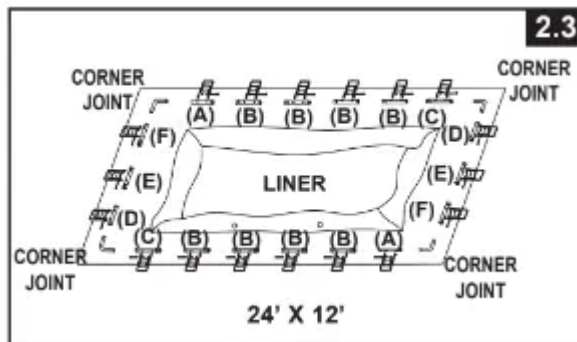 2.3
CORNER JOINT
CORNER JOINT
(A) (B) (B) (B) (B) (C)
(F) (D)
(E) (E)
LINER
(D) (F)
(C) (B) (B) (B) (B) (A)
CORNER JOINT
CORNER JOINT
24' X 12'